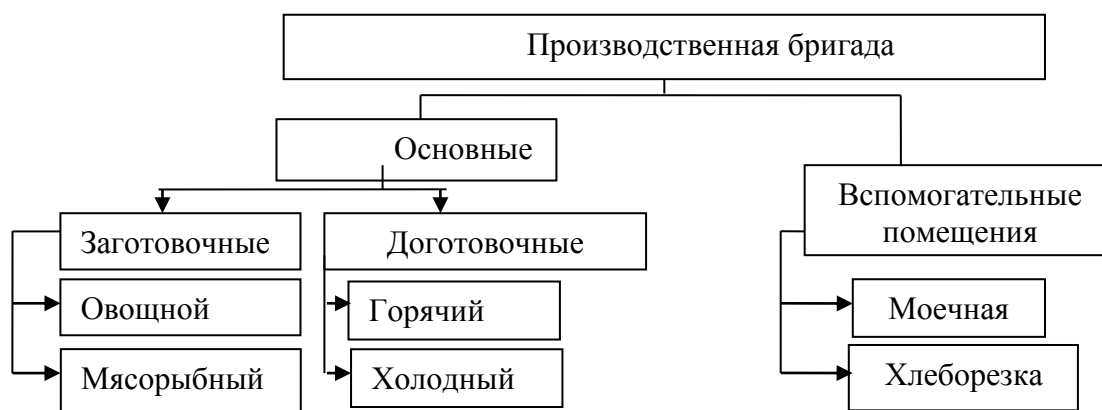 Производственная бригада
Основные
Вспомогательные
помещения
Заготовочные
Доготовочные
Овощной
Горячий
Моечная
Мясорыбный
Холодный
Хлеборезка